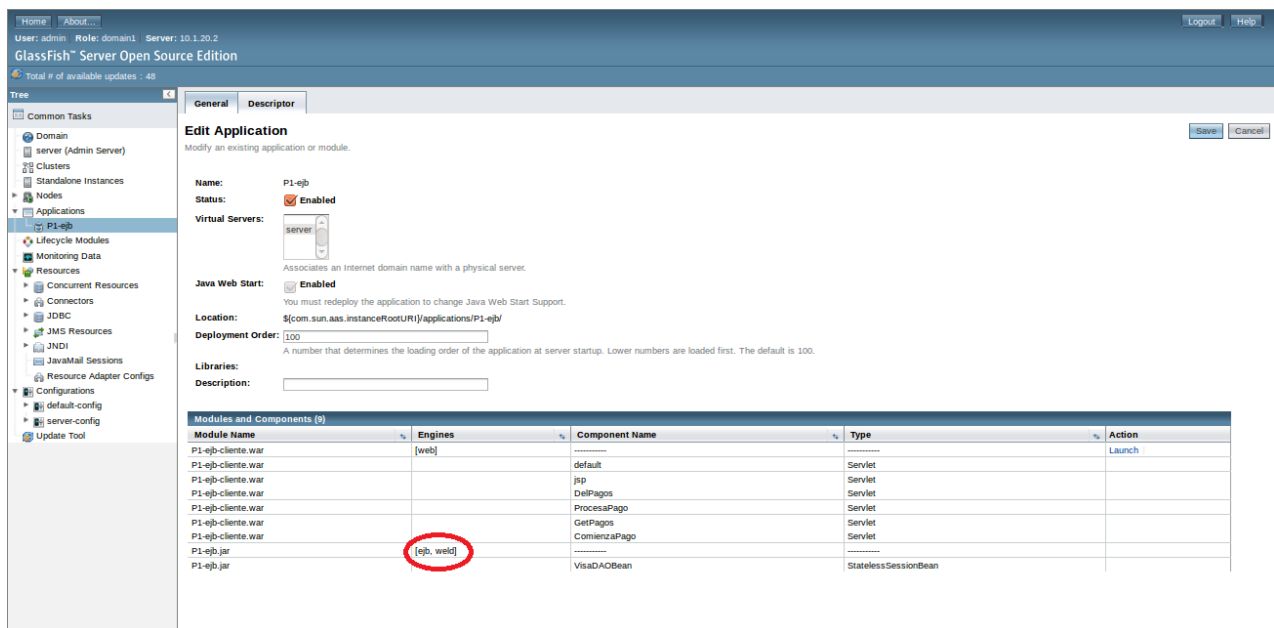 Home About... Logout Help
User: admin Role: domain1 Server: 10.1.20.2
GlassFish™ Server Open Source Edition
Total # of available updates : 48
Tree
Common Tasks
Domain
server (Admin Server)
Clusters
Standalone Instances
Nodes
Applications
P1-ejb
Lifecycle Modules
Monitoring Data
Resources
Concurrent Resources
Connectors
JDBC
JMS Resources
JNDI
JavaMail Sessions
Resource Adapter Configs
Configurations
default-config
server-config
Update Tool
General Descriptor
Edit Application
Save Cancel
Modify an existing application or module.
Name: P1-ejb
Status: Enabled
Virtual Servers: server
Associates an Internet domain name with a physical server.
Java Web Start: Enabled
You must redeploy the application to change Java Web Start Support.
Location: ${com.sun.aas.instanceRootURI}/applications/P1-ejb/
Deployment Order: 100
A number that determines the loading order of the application at server startup. Lower numbers are loaded first. The default is 100.
Libraries:
Description:
Modules and Components (9)
Module Name Engines Component Name Type Action
P1-ejb-cliente.war [web] ----------- ----------- Launch
P1-ejb-cliente.war default Servlet
P1-ejb-cliente.war jsp Servlet
P1-ejb-cliente.war DelPagos Servlet
P1-ejb-cliente.war ProcesaPago Servlet
P1-ejb-cliente.war GetPagos Servlet
P1-ejb-cliente.war ComienzaPago Servlet
P1-ejb.jar [ejb, weld] ----------- -----------
P1-ejb.jar VisaDAOBean StatelessSessionBean